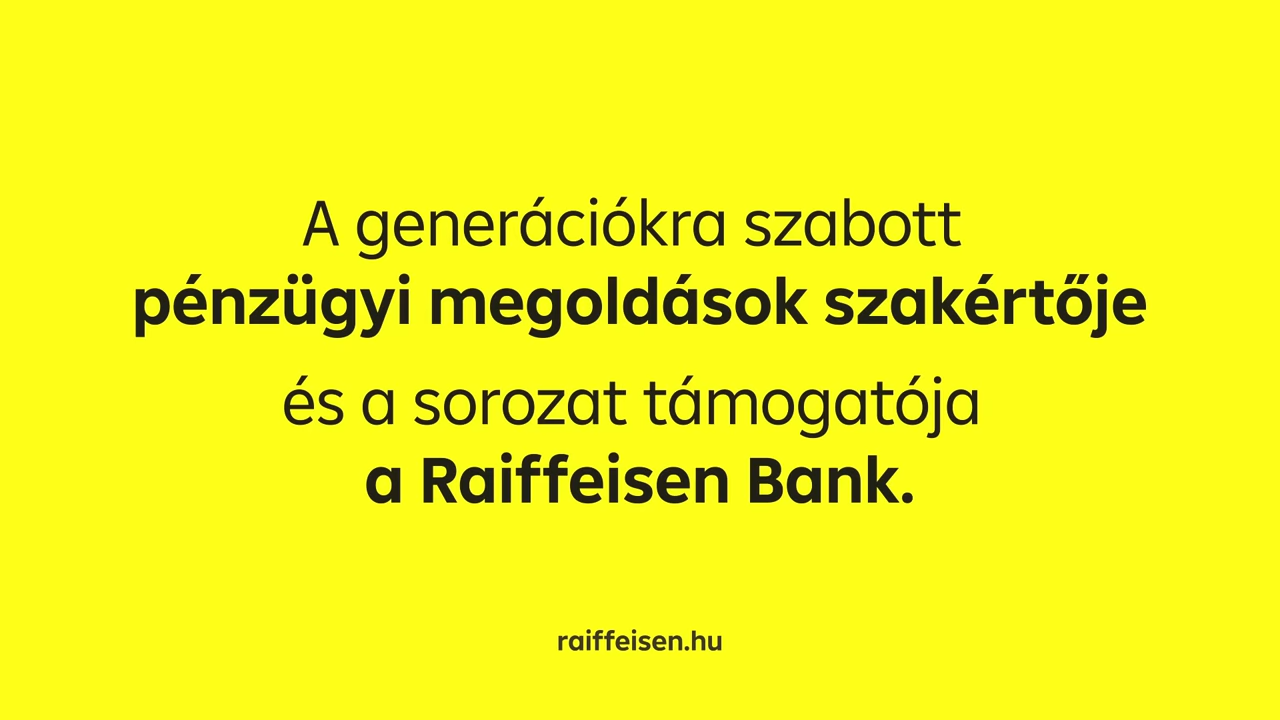 A generációkra szabott
pénzügyi megoldások szakértője
és a sorozat támogatója
a Raiffeisen Bank.
raiffeisen.hu